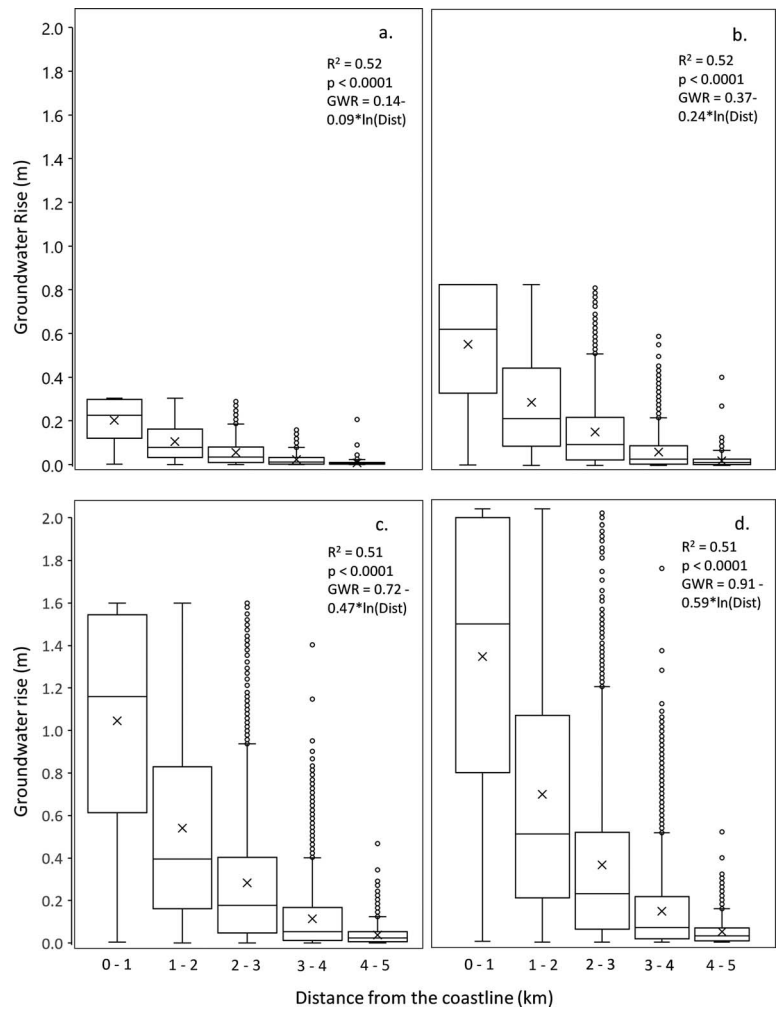 2.0
1.8
1.6
1.4
1.2
1.0
0.8
0.6
0.4
0.2
0.0
Groundwater Rise (m)
a.
R² = 0.52
p < 0.0001
GWR = 0.14-
0.09*ln(Dist)
b.
R² = 0.52
p < 0.0001
GWR = 0.37-
0.24*ln(Dist)
2.0
1.8
1.6
1.4
1.2
1.0
0.8
0.6
0.4
0.2
0.0
Groundwater rise (m)
c.
R² = 0.51
p < 0.0001
GWR = 0.72 -
0.47*ln(Dist)
d.
R² = 0.51
p < 0.0001
GWR = 0.91 -
0.59*ln(Dist)
0 - 1 1 - 2 2 - 3 3 - 4 4 - 5
0 - 1 1 - 2 2 - 3 3 - 4 4 - 5
Distance from the coastline (km)